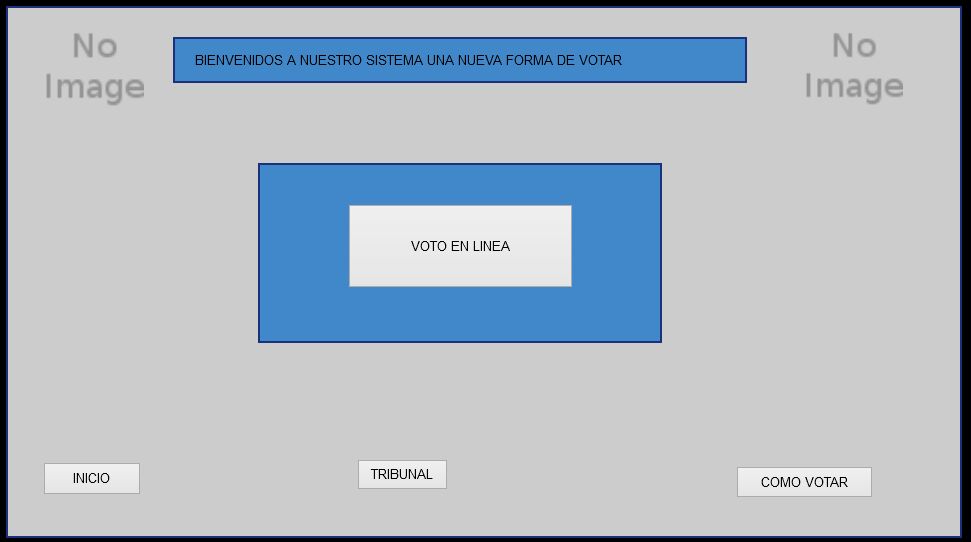 No
Image
BIENVENIDOS A NUESTRO SISTEMA UNA NUEVA FORMA DE VOTAR
No
Image
VOTO EN LINEA
INICIO
TRIBUNAL
COMO VOTAR